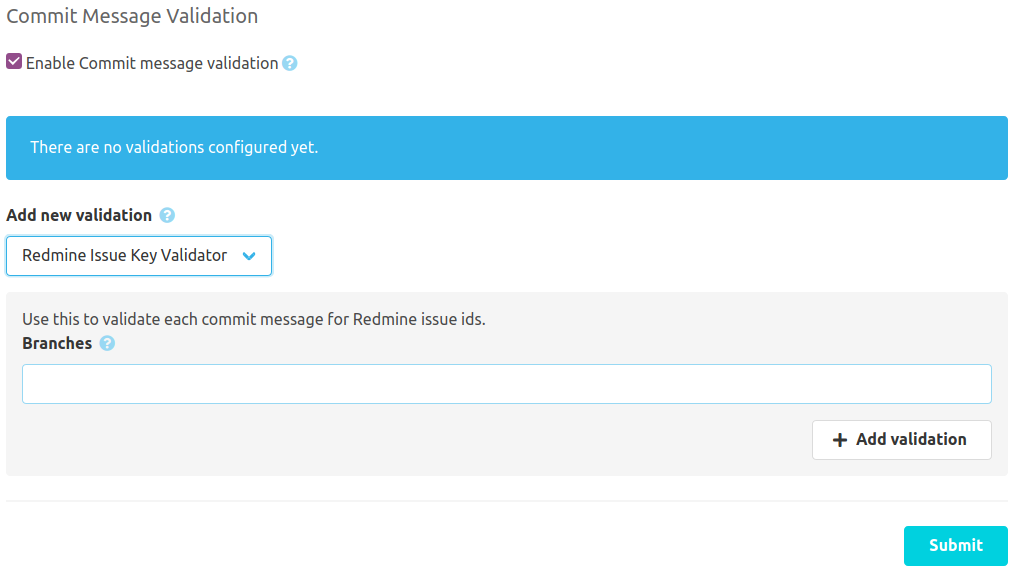 Commit Message Validation
Enable Commit message validation ?
There are no validations configured yet.
Add new validation ?
Redmine Issue Key Validator
Use this to validate each commit message for Redmine issue ids.
Branches ?
+ Add validation
Submit